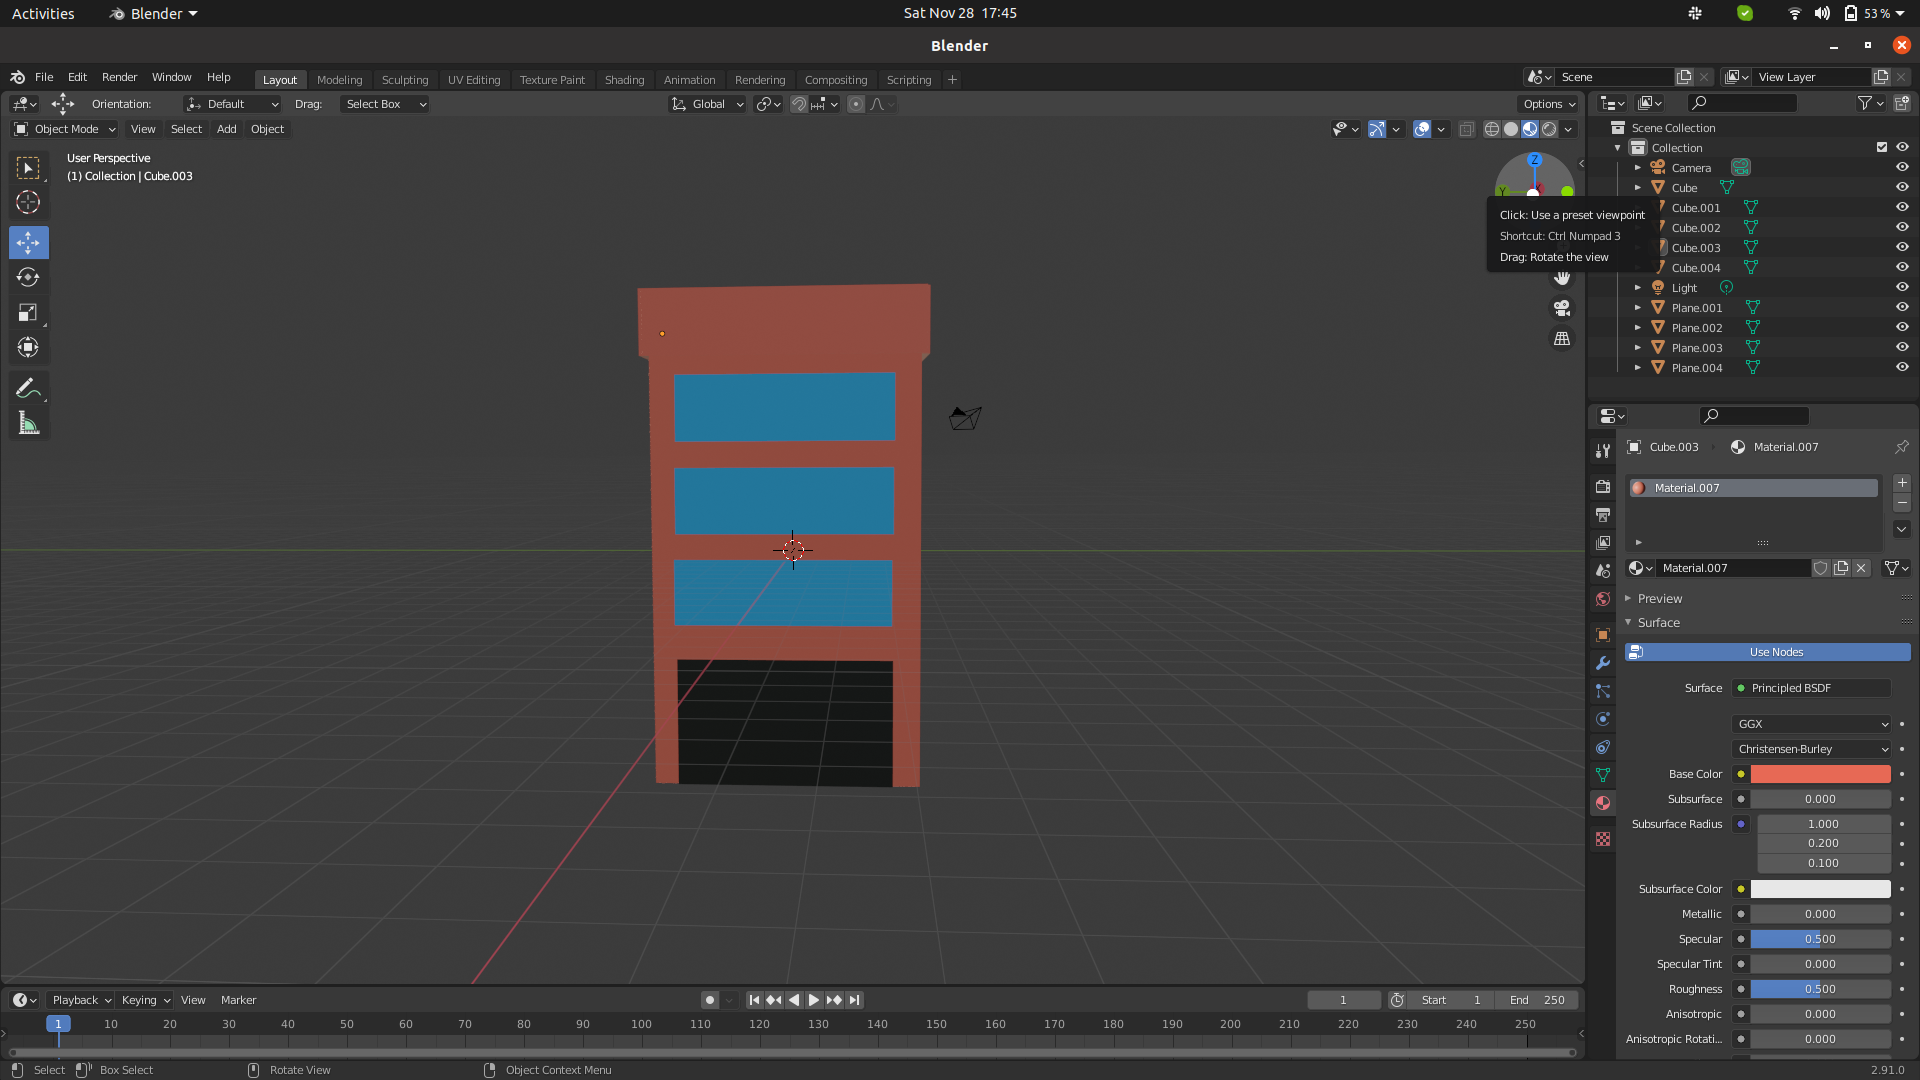 Activities
Blender
Sat Nov 28 17:45
53 %
Blender
File Edit Render Window Help
Layout Modeling Sculpting UV Editing Texture Paint Shading Animation Rendering Compositing Scripting +
Scene
View Layer
Orientation: Default Drag: Select Box
Global
Options
Object Mode View Select Add Object
User Perspective
(1) Collection | Cube.003
Z
Y
X
Click: Use a preset viewpoint
Shortcut: Ctrl Numpad 3
Drag: Rotate the view
Scene Collection
Collection
Camera
Cube
Cube.001
Cube.002
Cube.003
Cube.004
Light
Plane.001
Plane.002
Plane.003
Plane.004
Cube.003 Material.007
Material.007
Material.007
Preview
Surface
Use Nodes
Surface Principled BSDF
GGX
Christensen-Burley
Base Color
Subsurface 0.000
Subsurface Radius 1.000
0.200
0.100
Subsurface Color
Metallic 0.000
Specular 0.500
Specular Tint 0.000
Roughness 0.500
Anisotropic 0.000
Anisotropic Rotati... 0.000
Playback Keying View Marker
1
Start 1 End 250
1 10 20 30 40 50 60 70 80 90 100 110 120 130 140 150 160 170 180 190 200 210 220 230 240 250
Select Box Select Rotate View Object Context Menu
2.91.0